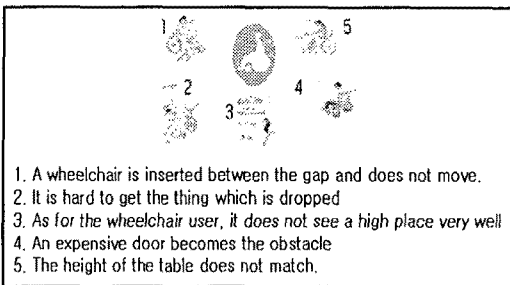 1 5
2 4
3
1. A wheelchair is inserted between the gap and does not move.
2. It is hard to get the thing which is dropped
3. As for the wheelchair user, it does not see a high place very well
4. An expensive door becomes the obstacle
5. The height of the table does not match.